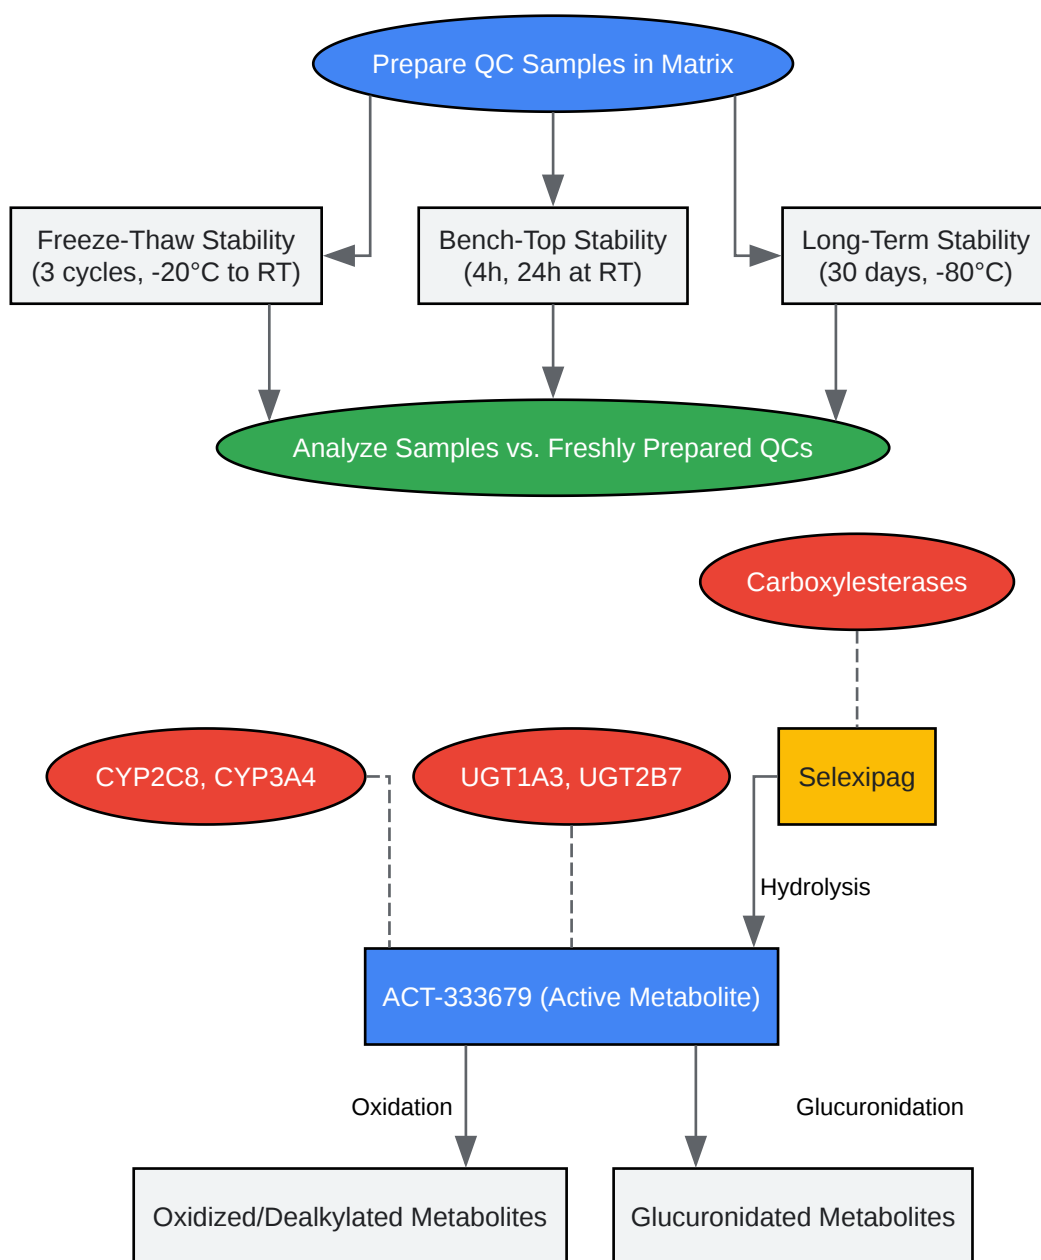 Prepare QC Samples in Matrix
Freeze-Thaw Stability
(3 cycles, -20°C to RT)
Bench-Top Stability
(4h, 24h at RT)
Long-Term Stability
(30 days, -80°C)
Analyze Samples vs. Freshly Prepared QCs
Carboxylesterases
CYP2C8, CYP3A4
UGT1A3, UGT2B7
Selexipag
Hydrolysis
ACT-333679 (Active Metabolite)
Oxidation
Glucuronidation
Oxidized/Dealkylated Metabolites
Glucuronidated Metabolites